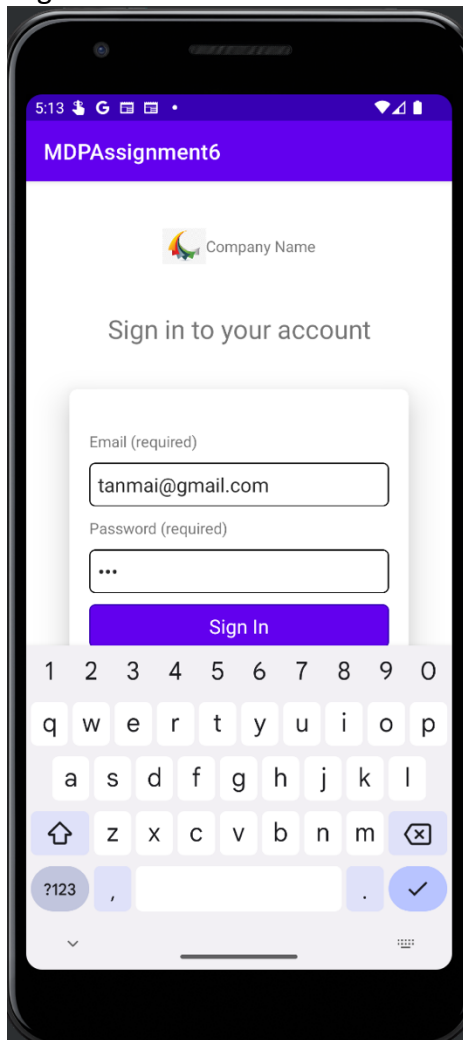 5:13 G
MDPAssignment6
Company Name
Sign in to your account
Email (required)
tanmai@gmail.com
Password (required)
•••
Sign In
1 2 3 4 5 6 7 8 9 0
q w e r t y u i o p
a s d f g h j k l
z x c v b n m
?123 , .